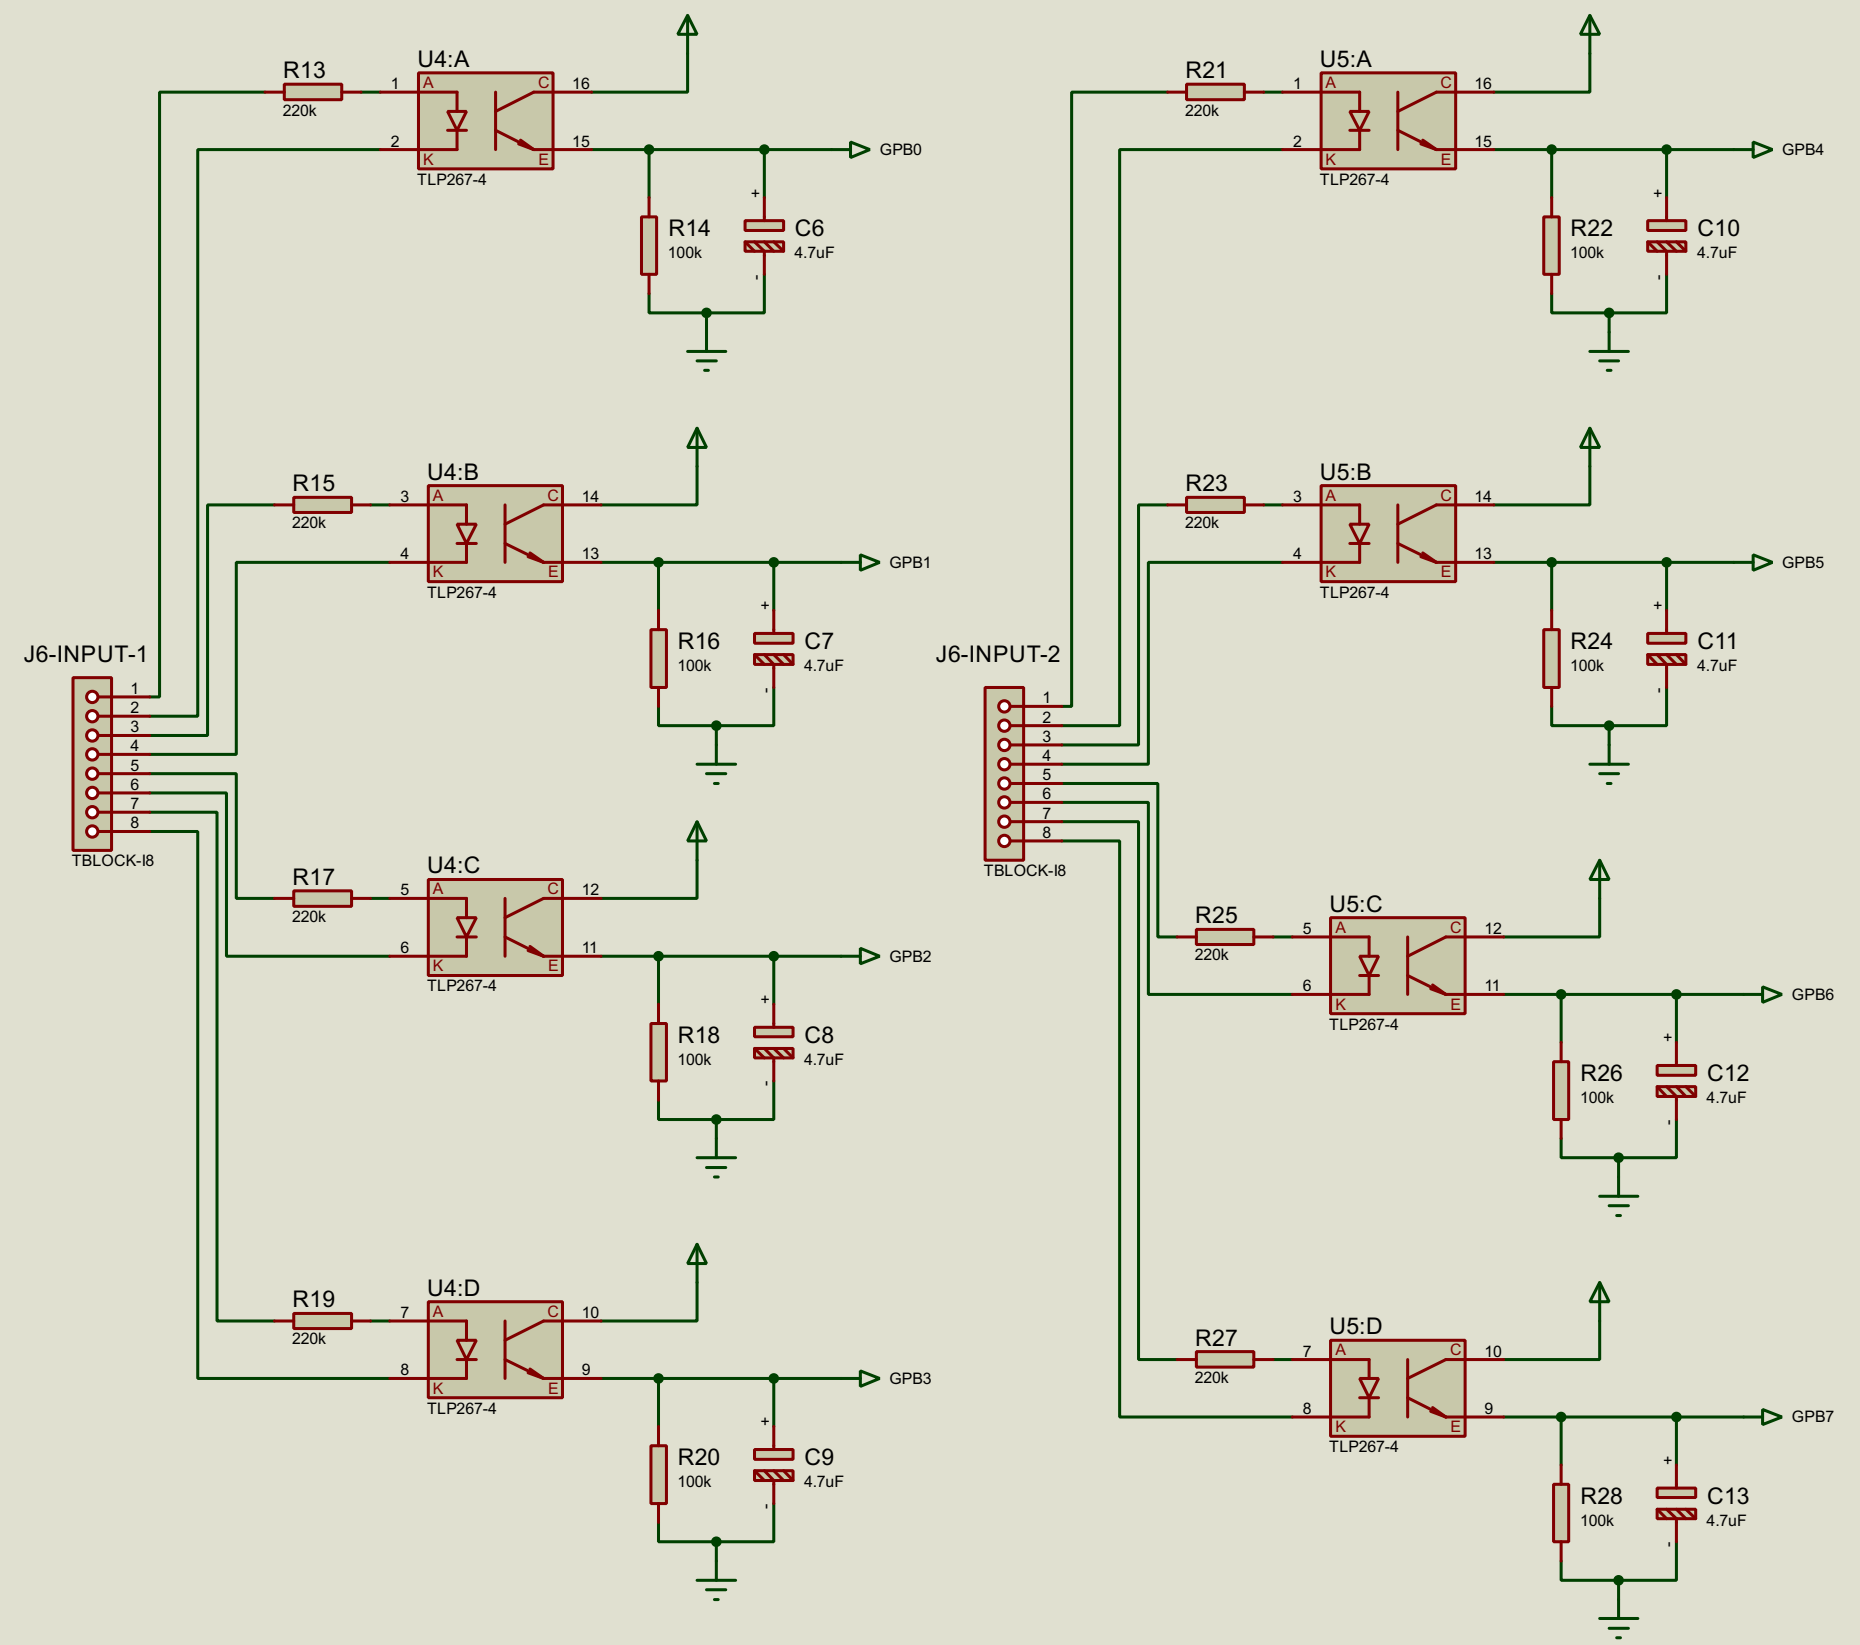 U4:A
R13
220k
1
A
C
16
2
K
E
15
TLP267-4
GPB0
+
R14
100k
C6
4.7uF
-
U4:B
R15
220k
3
A
C
14
4
K
E
13
TLP267-4
GPB1
+
R16
100k
C7
4.7uF
-
J6-INPUT-1
1
2
3
4
5
6
7
8
TBLOCK-I8
U4:C
R17
220k
5
A
C
12
6
K
E
11
TLP267-4
GPB2
+
R18
100k
C8
4.7uF
-
U4:D
R19
220k
7
A
C
10
8
K
E
9
TLP267-4
GPB3
+
R20
100k
C9
4.7uF
-
U5:A
R21
220k
1
A
C
16
2
K
E
15
TLP267-4
GPB4
+
R22
100k
C10
4.7uF
-
U5:B
R23
220k
3
A
C
14
4
K
E
13
TLP267-4
GPB5
+
R24
100k
C11
4.7uF
-
J6-INPUT-2
1
2
3
4
5
6
7
8
TBLOCK-I8
U5:C
R25
220k
5
A
C
12
6
K
E
11
TLP267-4
GPB6
+
R26
100k
C12
4.7uF
-
U5:D
R27
220k
7
A
C
10
8
K
E
9
TLP267-4
GPB7
+
R28
100k
C13
4.7uF
-